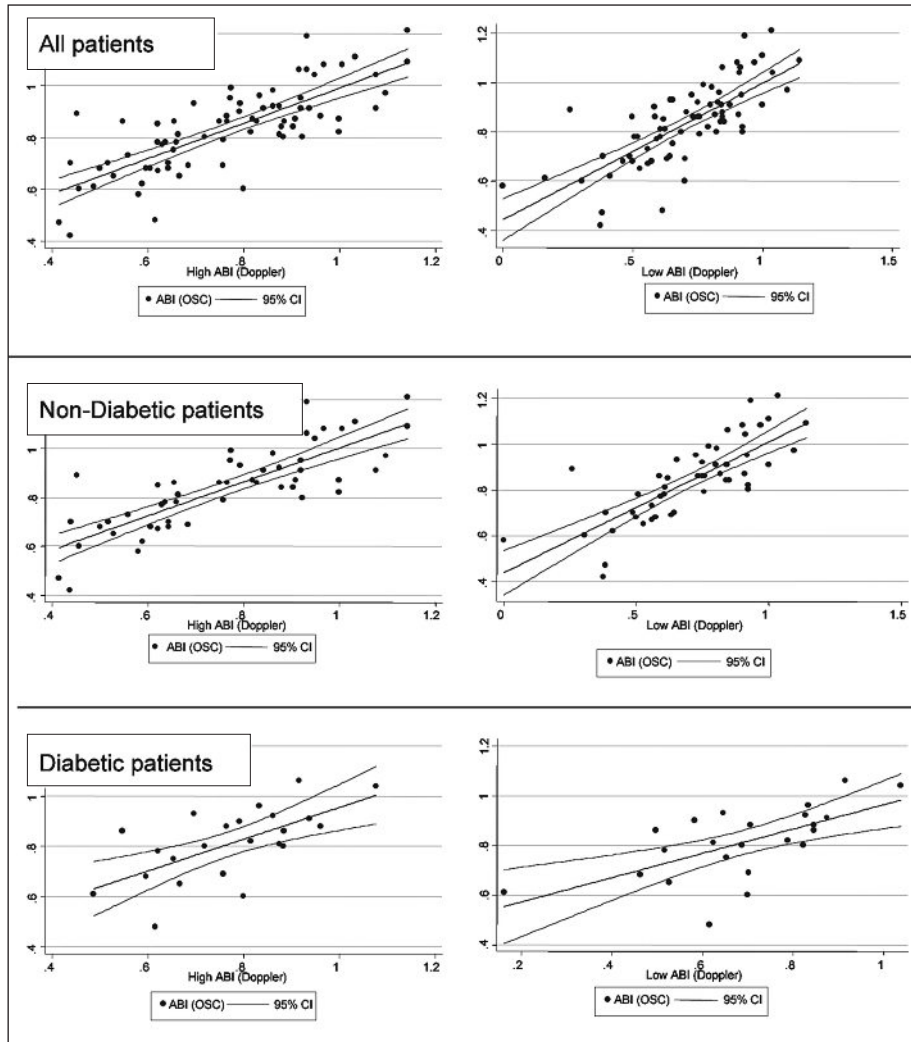 All patients
.4 .6 .8 1
.4 .6 .8 1 1.2
High ABI (Doppler)
ABI (OSC) 95% CI
.4 .6 .8 1 1.2
0 .5 1 1.5
Low ABI (Doppler)
ABI (OSC) 95% CI
Non-Diabetic patients
.4 .6 .8 1
.4 .6 .8 1 1.2
High ABI (Doppler)
ABI (OSC) 95% CI
.4 .6 .8 1 1.2
0 .5 1 1.5
Low ABI (Doppler)
ABI (OSC) 95% CI
Diabetic patients
.4 .6 .8 1
.4 .6 .8 1 1.2
High ABI (Doppler)
ABI (OSC) 95% CI
.4 .6 .8 1 1.2
.2 .4 .6 .8 1
Low ABI (Doppler)
ABI (OSC) 95% CI